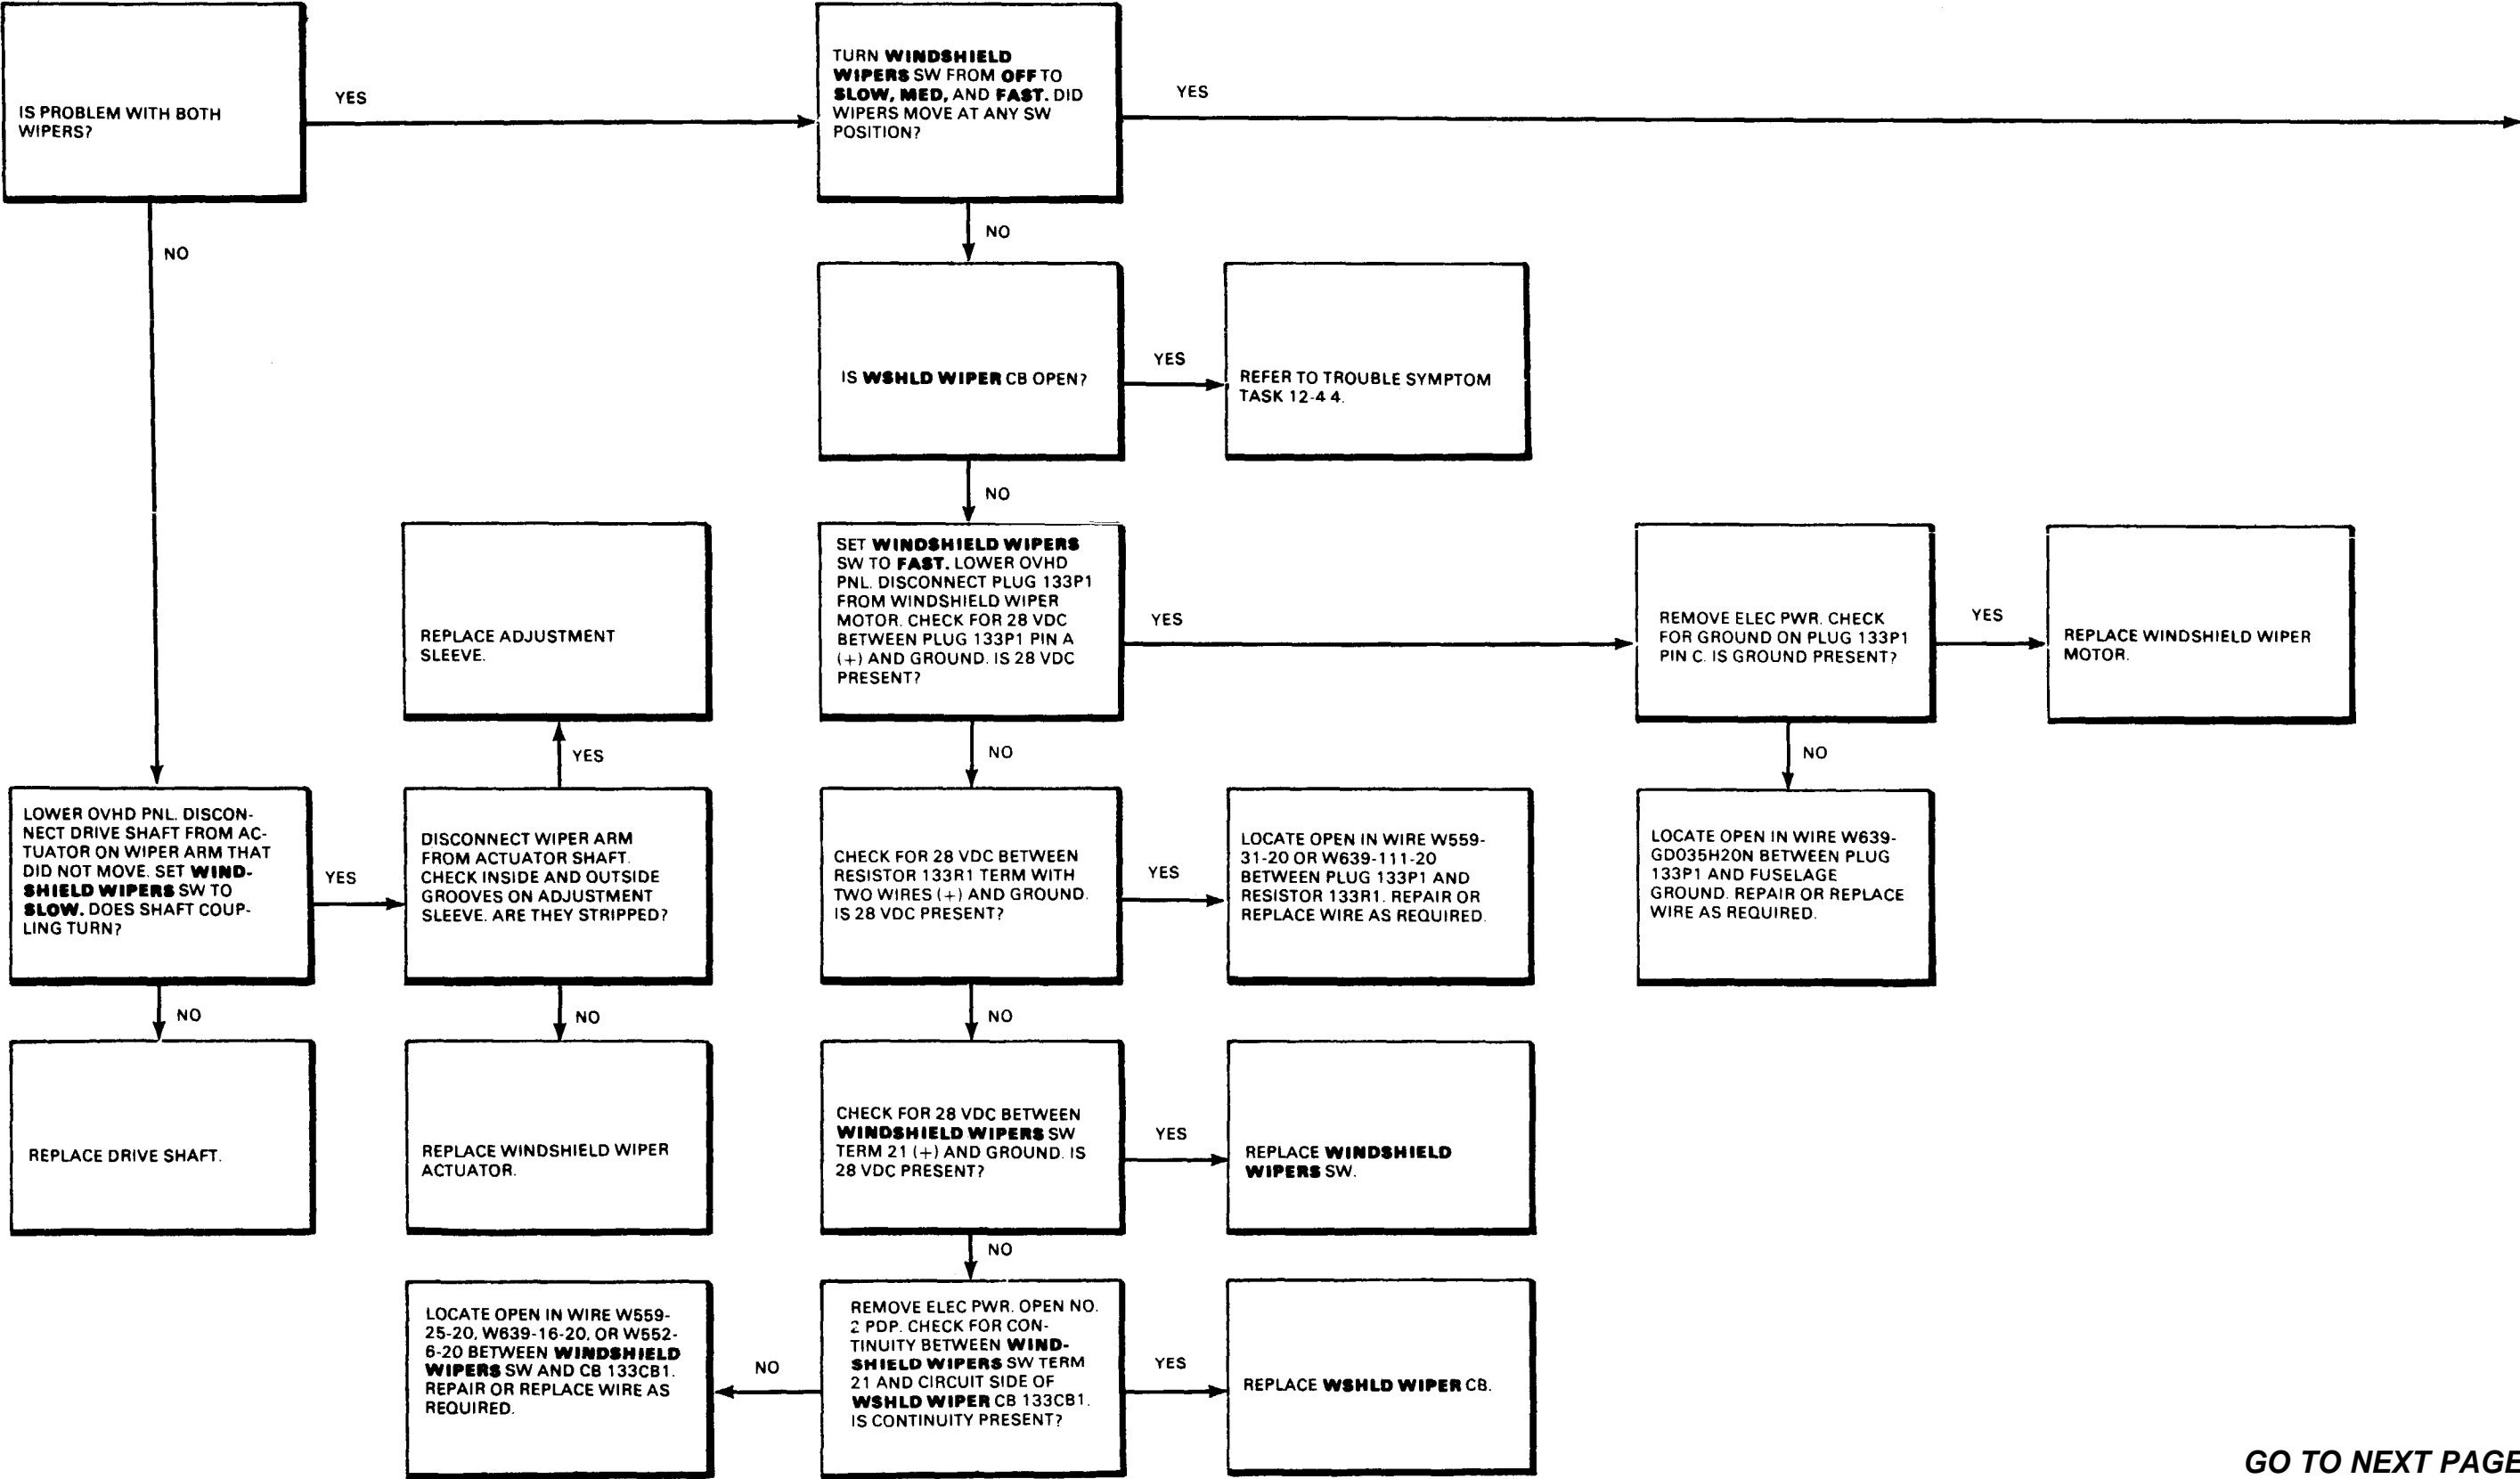 IS PROBLEM WITH BOTH
WIPERS?
YES
TURN WINDSHIELD
WIPERS SW FROM OFF TO
SLOW, MED, AND FAST. DID
WIPERS MOVE AT ANY SW
POSITION?
YES
NO
NO
IS WSHLD WIPER CB OPEN?
YES
REFER TO TROUBLE SYMPTOM
TASK 12-4 4.
NO
REPLACE ADJUSTMENT
SLEEVE.
SET WINDSHIELD WIPERS
SW TO FAST. LOWER OVHD
PNL. DISCONNECT PLUG 133P1
FROM WINDSHIELD WIPER
MOTOR. CHECK FOR 28 VDC
BETWEEN PLUG 133P1 PIN A
(+) AND GROUND. IS 28 VDC
PRESENT?
YES
REMOVE ELEC PWR. CHECK
FOR GROUND ON PLUG 133P1
PIN C. IS GROUND PRESENT?
YES
REPLACE WINDSHIELD WIPER
MOTOR.
YES
NO
NO
LOWER OVHD PNL. DISCON-
NECT DRIVE SHAFT FROM AC-
TUATOR ON WIPER ARM THAT
DID NOT MOVE. SET WIND-
SHIELD WIPERS SW TO
SLOW. DOES SHAFT COUP-
LING TURN?
YES
DISCONNECT WIPER ARM
FROM ACTUATOR SHAFT.
CHECK INSIDE AND OUTSIDE
GROOVES ON ADJUSTMENT
SLEEVE. ARE THEY STRIPPED?
CHECK FOR 28 VDC BETWEEN
RESISTOR 133R1 TERM WITH
TWO WIRES (+) AND GROUND.
IS 28 VDC PRESENT?
YES
LOCATE OPEN IN WIRE W559-
31-20 OR W639-111-20
BETWEEN PLUG 133P1 AND
RESISTOR 133R1. REPAIR OR
REPLACE WIRE AS REQUIRED.
LOCATE OPEN IN WIRE W639-
GD035H20N BETWEEN PLUG
133P1 AND FUSELAGE
GROUND. REPAIR OR REPLACE
WIRE AS REQUIRED.
NO
NO
NO
REPLACE DRIVE SHAFT.
REPLACE WINDSHIELD WIPER
ACTUATOR.
CHECK FOR 28 VDC BETWEEN
WINDSHIELD WIPERS SW
TERM 21 (+) AND GROUND. IS
28 VDC PRESENT?
YES
REPLACE WINDSHIELD
WIPERS SW.
NO
LOCATE OPEN IN WIRE W559-
25-20, W639-16-20, OR W552-
6-20 BETWEEN WINDSHIELD
WIPERS SW AND CB 133CB1.
REPAIR OR REPLACE WIRE AS
REQUIRED.
NO
REMOVE ELEC PWR. OPEN NO.
2 PDP. CHECK FOR CON-
TINUITY BETWEEN WIND-
SHIELD WIPERS SW TERM
21 AND CIRCUIT SIDE OF
WSHLD WIPER CB 133CB1.
IS CONTINUITY PRESENT?
YES
REPLACE WSHLD WIPER CB.
GO TO NEXT PAGE